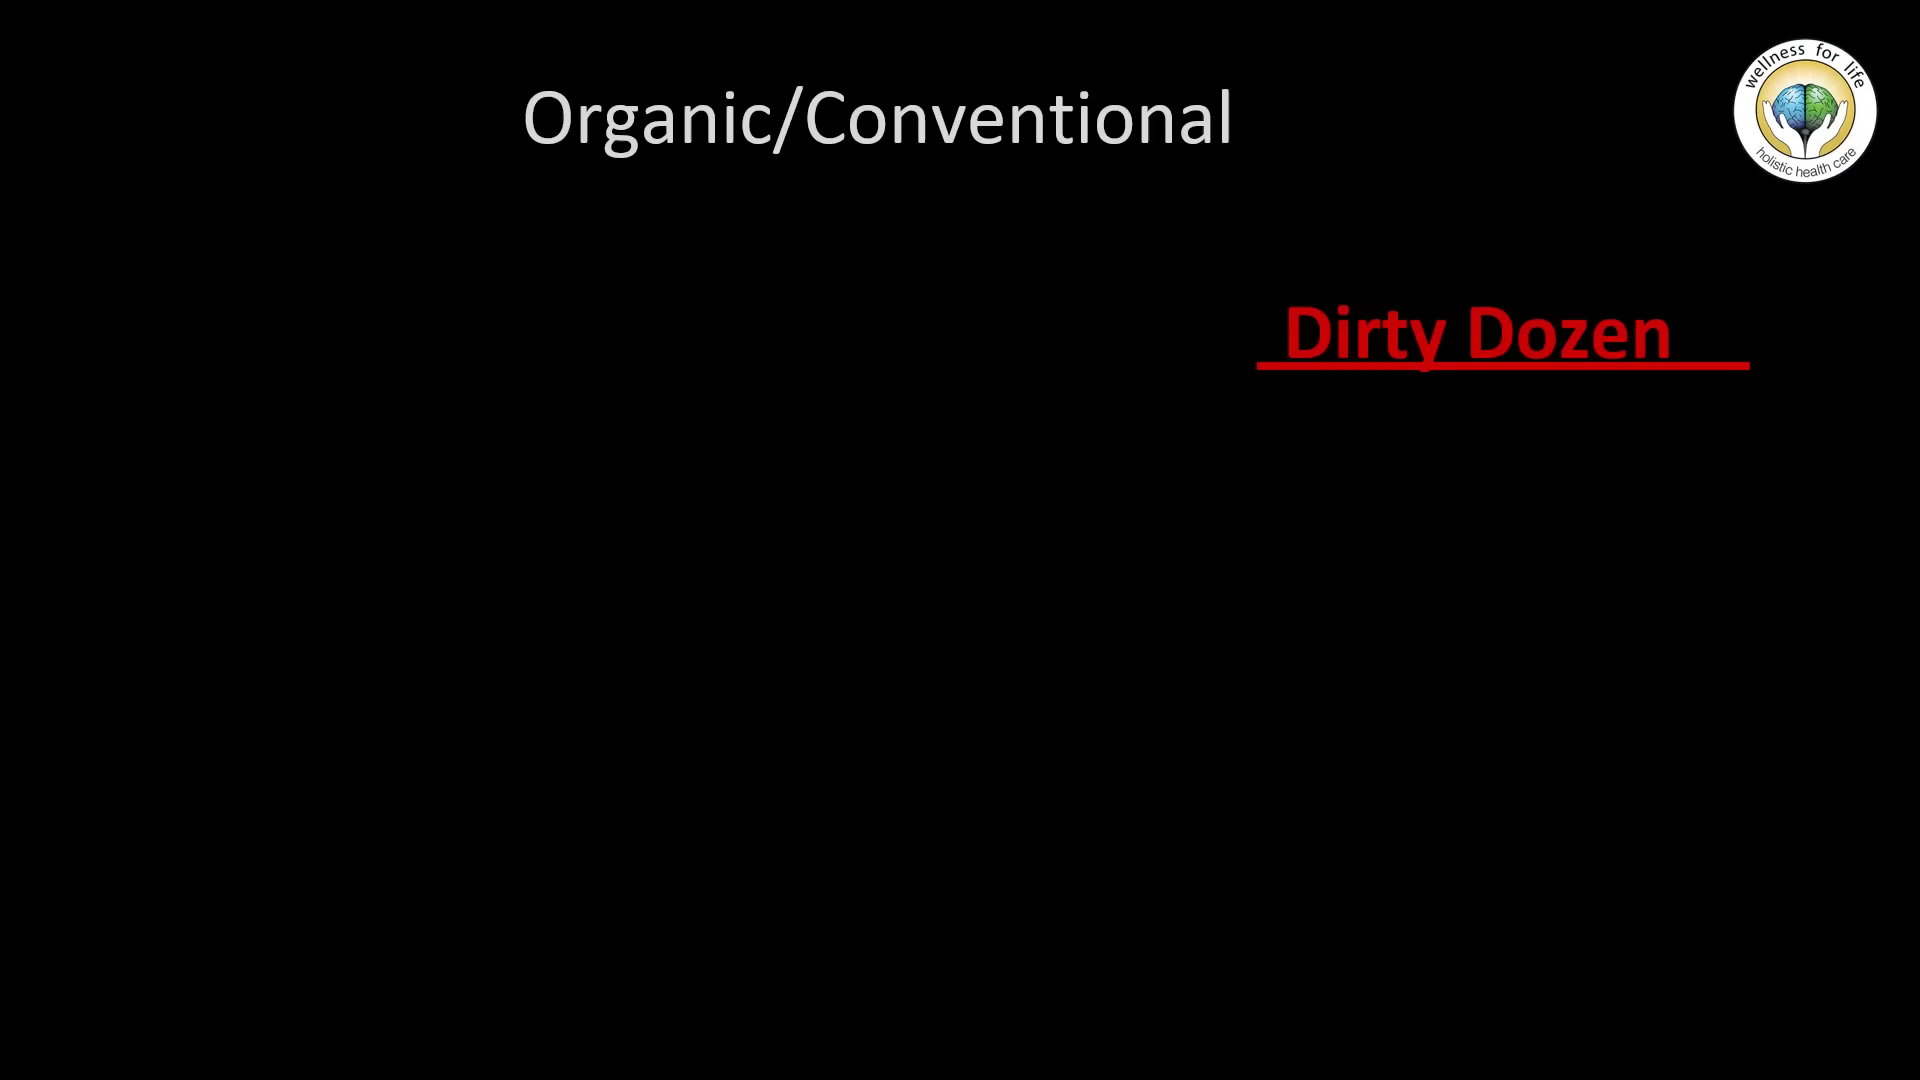 Organic/Conventional
wellness for life
holistic health care
Dirty Dozen